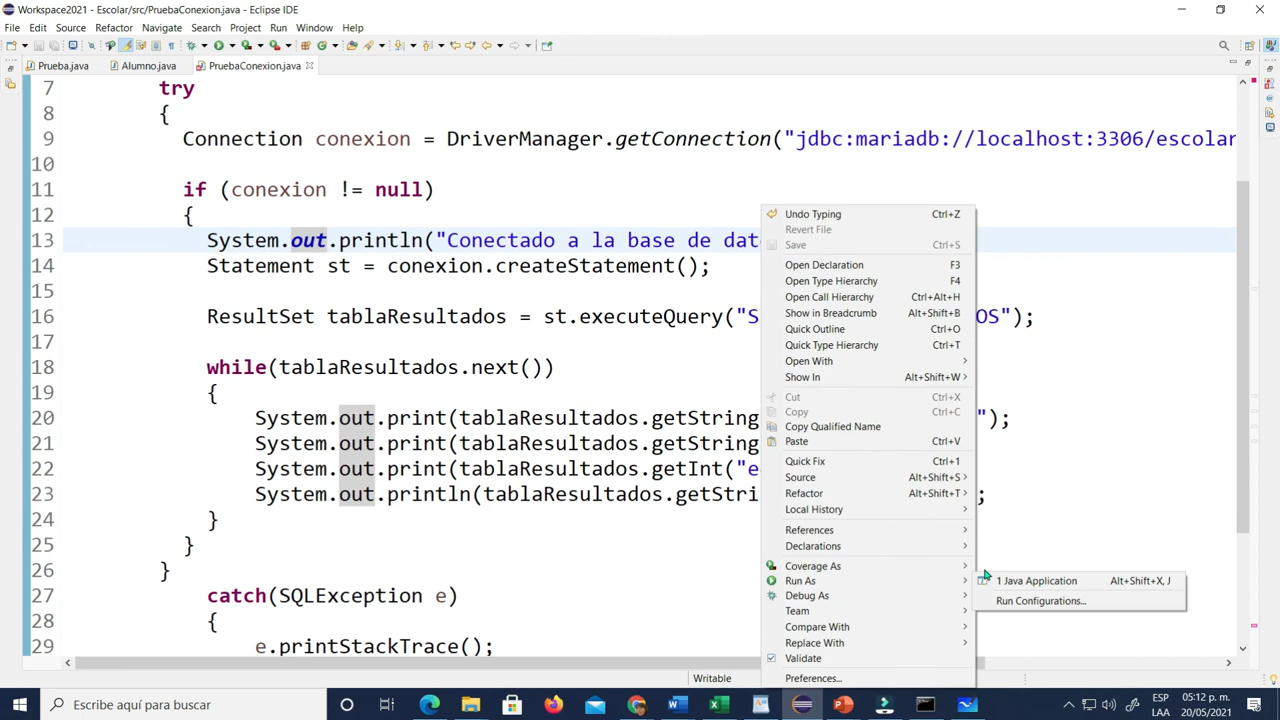 Workspace2021 - Escolar/src/PruebaConexion.java - Eclipse IDE
File Edit Source Refactor Navigate Search Project Run Window Help
Prueba.java Alumno.java PruebaConexion.java
7 try
8 {
9 Connection conexion = DriverManager.getConnection("jdbc:mariadb://localhost:3306/escolar
10
11 if (conexion != null)
12 {
13 System.out.println("Conectado a la base de dat
14 Statement st = conexion.createStatement();
15
16 ResultSet tablaResultados = st.executeQuery("S OS");
17
18 while(tablaResultados.next())
19 {
20 System.out.print(tablaResultados.getString ");
21 System.out.print(tablaResultados.getString
22 System.out.print(tablaResultados.getInt("e
23 System.out.println(tablaResultados.getStri ;
24 }
25 }
26 }
27 catch(SQLException e)
28 {
29 e.printStackTrace();
Undo Typing Ctrl+Z
Revert File
Save Ctrl+S
Open Declaration F3
Open Type Hierarchy F4
Open Call Hierarchy Ctrl+Alt+H
Show in Breadcrumb Alt+Shift+B
Quick Outline Ctrl+O
Quick Type Hierarchy Ctrl+T
Open With
Show In Alt+Shift+W
Cut Ctrl+X
Copy Ctrl+C
Copy Qualified Name
Paste Ctrl+V
Quick Fix Ctrl+1
Source Alt+Shift+S
Refactor Alt+Shift+T
Local History
References
Declarations
Coverage As
Run As
Debug As
Team
Compare With
Replace With
Validate
Preferences...
1 Java Application Alt+Shift+X, J
Run Configurations...
Writable
Escribe aquí para buscar
ESP
LAA
05:12 p. m.
20/05/2021